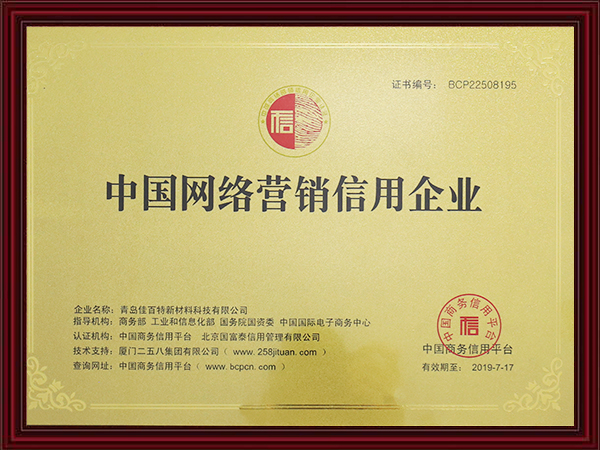 证书编号: BCP22508195
信
中国网络营销信用企业
企业名称: 青岛佳百特新材料科技有限公司
指导机构: 商务部 工业和信息化部 国务院国资委 中国国际电子商务中心
认证机构: 中国商务信用平台 北京国富泰信用管理有限公司
技术支持: 厦门二五八集团有限公司 ( www.258jituan.com )
查询网址: 中国商务信用平台 ( www.bcpcn.com )
中国商务信用平台
信
中国商务信用平台
有效期至: 2019-7-17